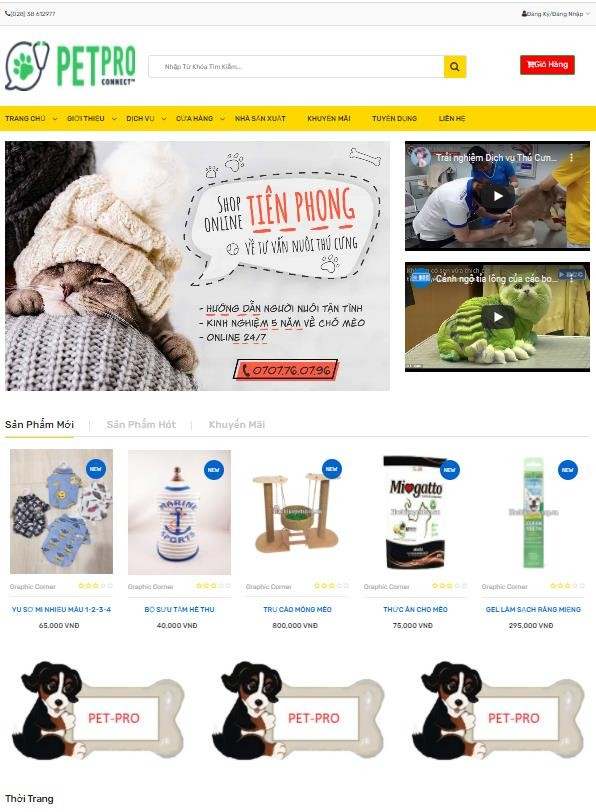 (028) 38 612977
Đăng Ký/Đăng Nhập
PETPRO
CONNECT™
Nhập Từ Khóa Tìm Kiếm...
Giỏ Hàng
TRANG CHỦ GIỚI THIỆU DỊCH VỤ CỬA HÀNG NHÀ SẢN XUẤT KHUYẾN MÃI TUYỂN DỤNG LIÊN HỆ
SHOP
ONLINE TIÊN PHONG
VỀ TƯ VẤN NUÔI THÚ CƯNG
- HƯỚNG DẪN NGƯỜI NUÔI TẬN TÌNH
- KINH NGHIỆM 5 NĂM VỀ CHÓ MÈO
- ONLINE 24/7
0707.76.07.96
Trải nghiệm Dịch vụ Thú Cưn...
Cảnh ngộ tỉa lông của các bo...
Sản Phẩm Mới Sản Phẩm Hót Khuyến Mãi
NEW NEW NEW NEW NEW
MARINE
SPORTS
Miogatto
CLEAN
TEETH
Graphic Corner Graphic Corner Graphic Corner Graphic Corner Graphic Corner
YU SƠ MI NHIỀU MÀU 1-2-3-4 BỘ SƯU TẦM HÈ THU TRỤ CÀO MÓNG MÈO THỨC ĂN CHO MÈO GEL LÀM SẠCH RĂNG MIỆNG
65,000 VNĐ 40,000 VNĐ 800,000 VNĐ 75,000 VNĐ 295,000 VNĐ
PET-PRO PET-PRO PET-PRO
Thời Trang